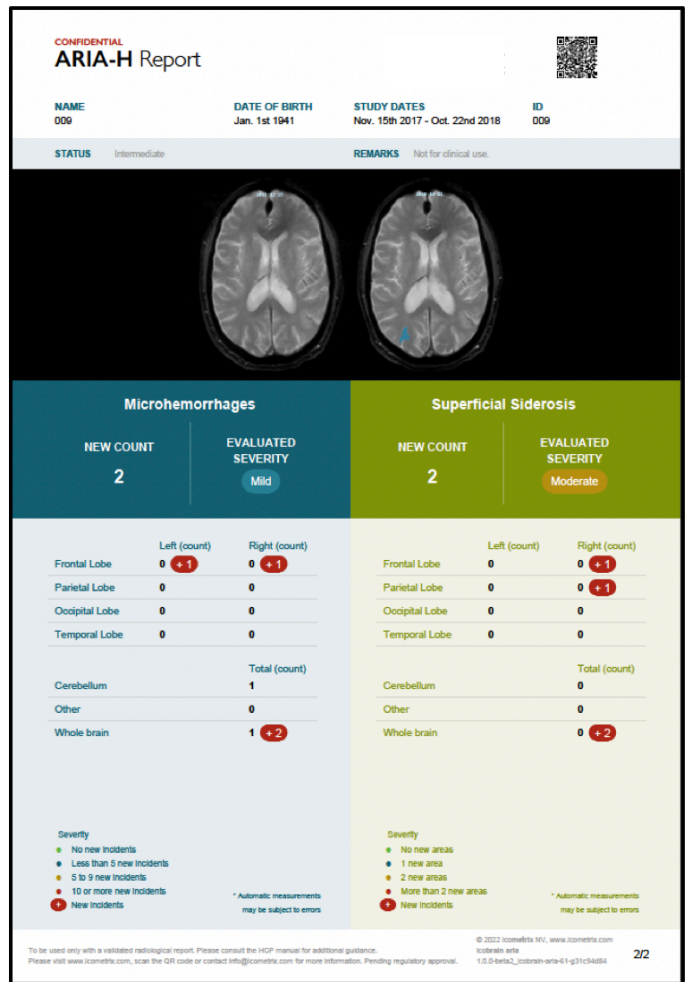 CONFIDENTIAL
ARIA-H Report
NAME DATE OF BIRTH STUDY DATES ID
009 Jan. 1st 1941 Nov. 15th 2017 - Oct. 22nd 2018 009
STATUS Intermediate REMARKS Not for clinical use.
Microhemorrhages
NEW COUNT EVALUATED SEVERITY
2 Mild
Left (count) Right (count)
Frontal Lobe 0 +1 0 +1
Parietal Lobe 0 0
Occipital Lobe 0 0
Temporal Lobe 0 0
Total (count)
Cerebellum 1
Other 0
Whole brain 1 +2
Severity
No new incidents
Less than 5 new incidents
5 to 9 new incidents
10 or more new incidents
+ New incidents
* Automatic measurements
may be subject to errors
Superficial Siderosis
NEW COUNT EVALUATED SEVERITY
2 Moderate
Left (count) Right (count)
Frontal Lobe 0 0 +1
Parietal Lobe 0 0 +1
Occipital Lobe 0 0
Temporal Lobe 0 0
Total (count)
Cerebellum 0
Other 0
Whole brain 0 +2
Severity
No new areas
1 new area
2 new areas
More than 2 new areas
+ New incidents
* Automatic measurements
may be subject to errors
To be used only with a validated radiological report. Please consult the HCP manual for additional guidance.
Please visit www.icometrix.com, scan the QR code or contact info@icometrix.com for more information. Pending regulatory approval.
© 2022 icometrix NV, www.icometrix.com
icobrain aria
1.0.0-beta2_icobrain-aria-61-g31c94d84
2/2